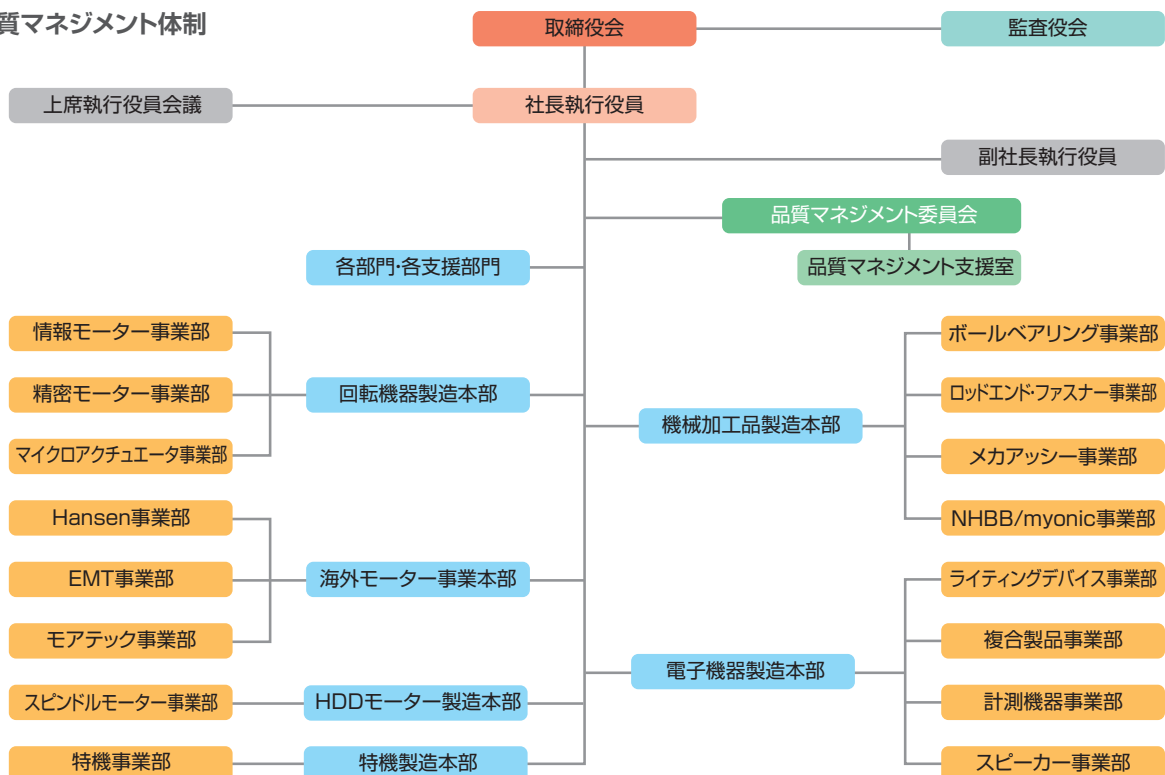 質マネジメント体制
取締役会
監査役会
上席執行役員会議
社長執行役員
副社長執行役員
品質マネジメント委員会
品質マネジメント支援室
各部門・各支援部門
情報モーター事業部
精密モーター事業部
マイクロアクチュエータ事業部
回転機器製造本部
機械加工品製造本部
ボールベアリング事業部
ロッドエンド・ファスナー事業部
メカアッシー事業部
NHBB/myonic事業部
Hansen事業部
EMT事業部
モアテック事業部
海外モーター事業本部
電子機器製造本部
ライティングデバイス事業部
複合製品事業部
計測機器事業部
スピーカー事業部
スピンドルモーター事業部
HDDモーター製造本部
特機事業部
特機製造本部